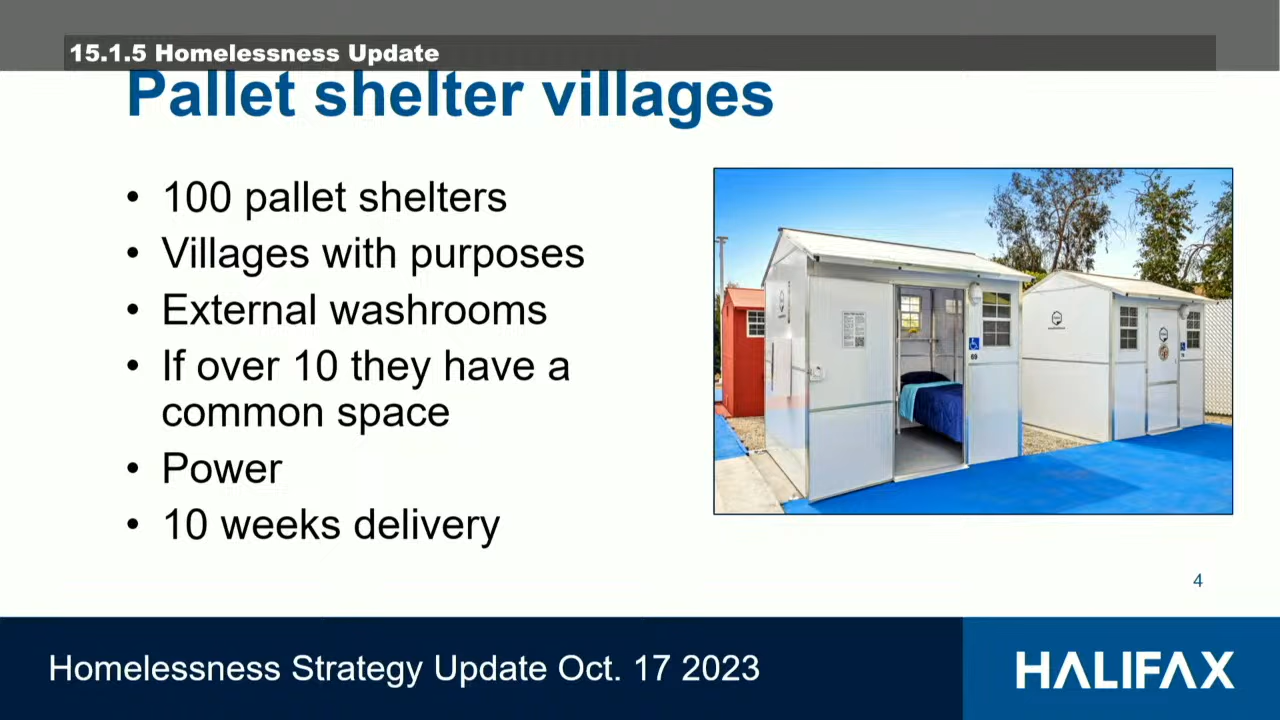 15.1.5 Homelessness Update
Pallet shelter villages
• 100 pallet shelters
• Villages with purposes
• External washrooms
• If over 10 they have a
common space
• Power
• 10 weeks delivery
69
4
Homelessness Strategy Update Oct. 17 2023
HALIFAX